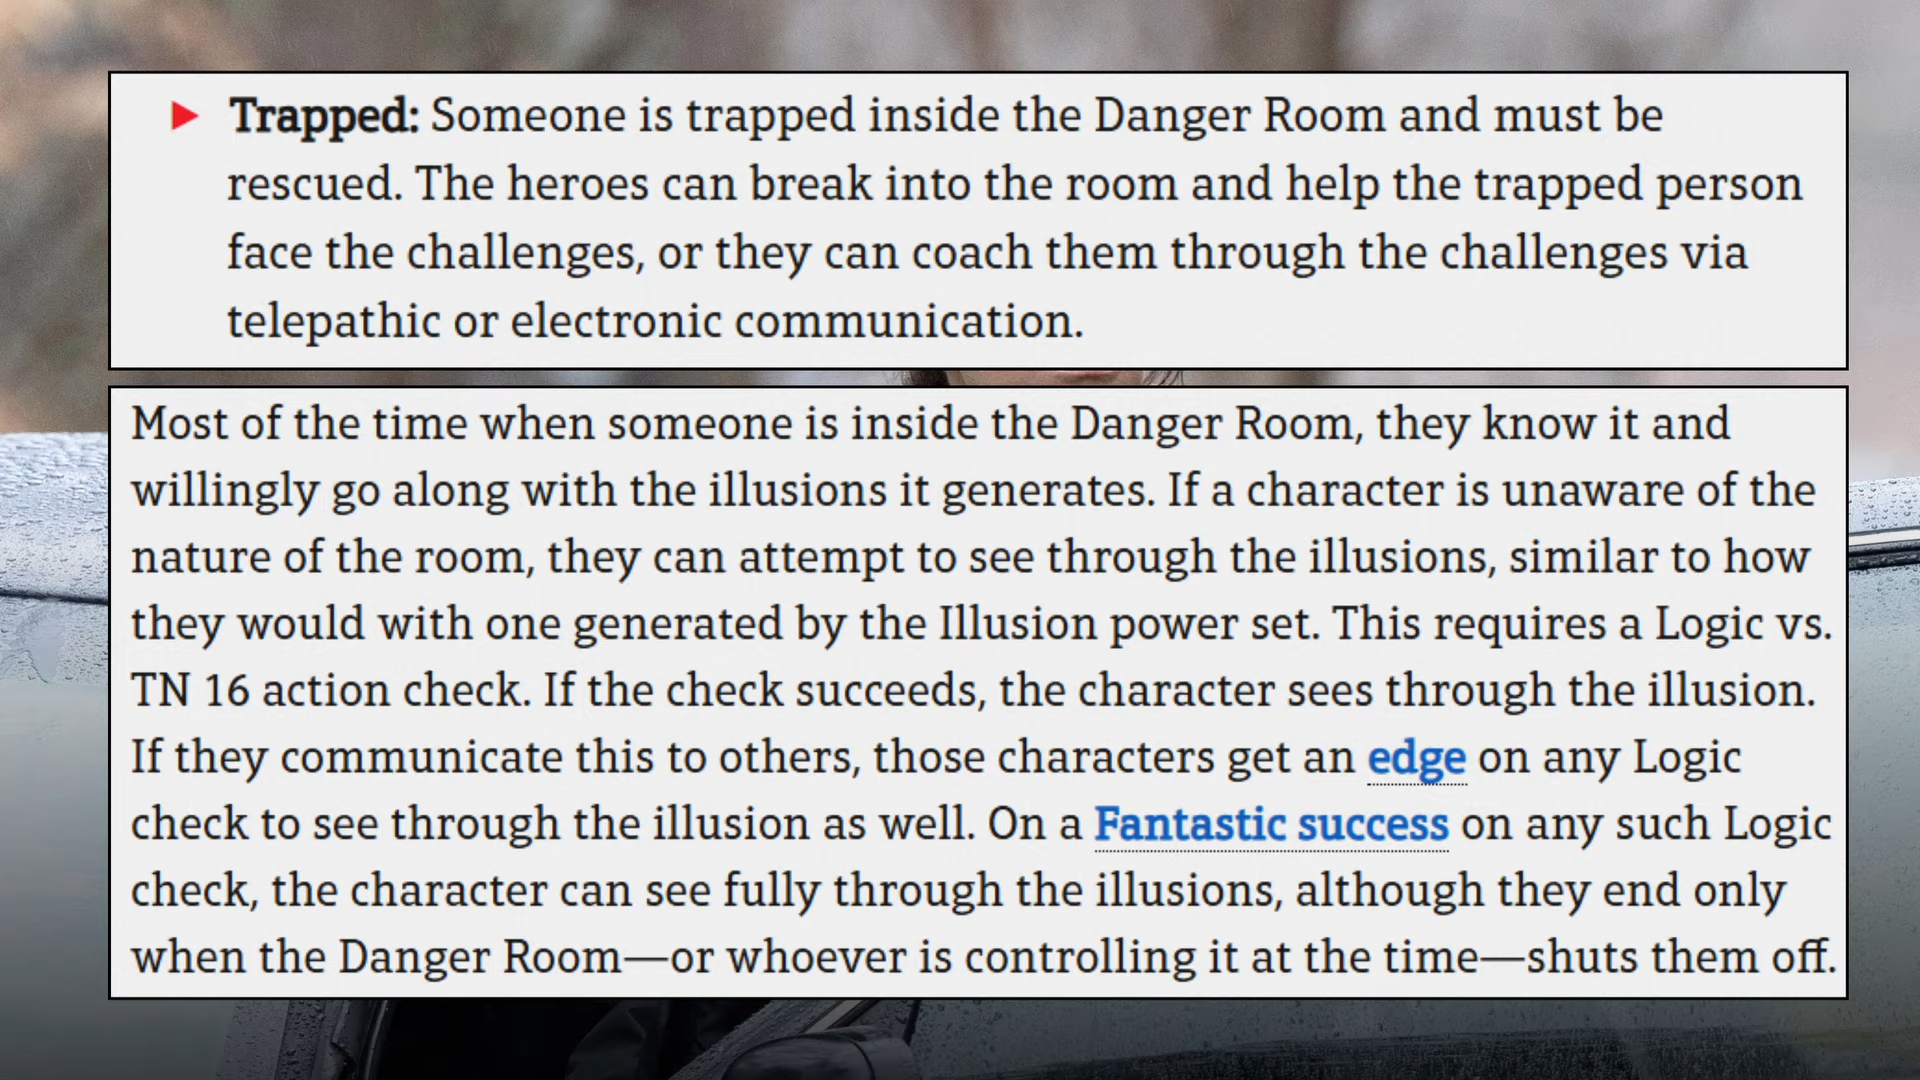 Trapped: Someone is trapped inside the Danger Room and must be
rescued. The heroes can break into the room and help the trapped person
face the challenges, or they can coach them through the challenges via
telepathic or electronic communication.
Most of the time when someone is inside the Danger Room, they know it and
willingly go along with the illusions it generates. If a character is unaware of the
nature of the room, they can attempt to see through the illusions, similar to how
they would with one generated by the Illusion power set. This requires a Logic vs.
TN 16 action check. If the check succeeds, the character sees through the illusion.
If they communicate this to others, those characters get an edge on any Logic
check to see through the illusion as well. On a Fantastic success on any such Logic
check, the character can see fully through the illusions, although they end only
when the Danger Room—or whoever is controlling it at the time—shuts them off.